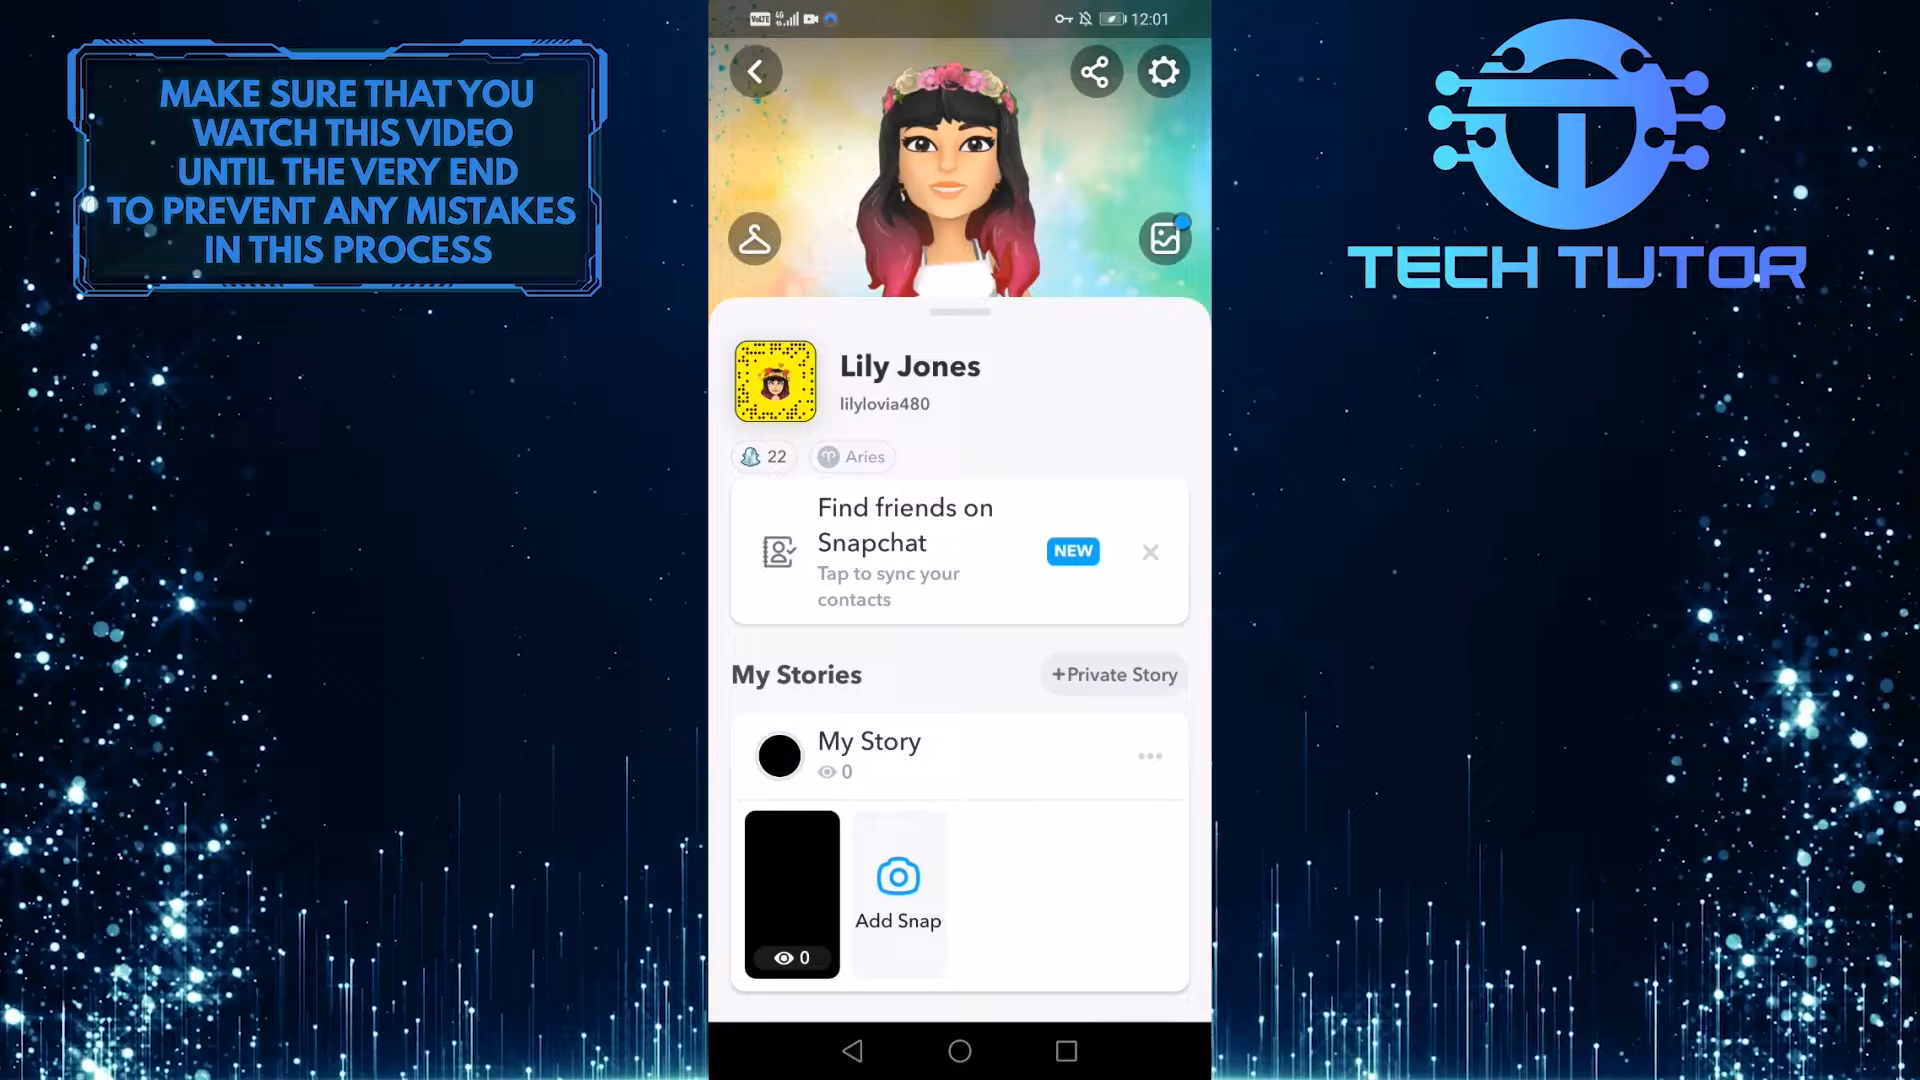 MAKE SURE THAT YOU
WATCH THIS VIDEO
UNTIL THE VERY END
TO PREVENT ANY MISTAKES
IN THIS PROCESS
VoLTE 4G 12:01
TECH TUTOR
Lily Jones
lilylovia480
22 Aries
Find friends on
Snapchat
NEW
Tap to sync your
contacts
My Stories
+Private Story
My Story
0
Add Snap
0